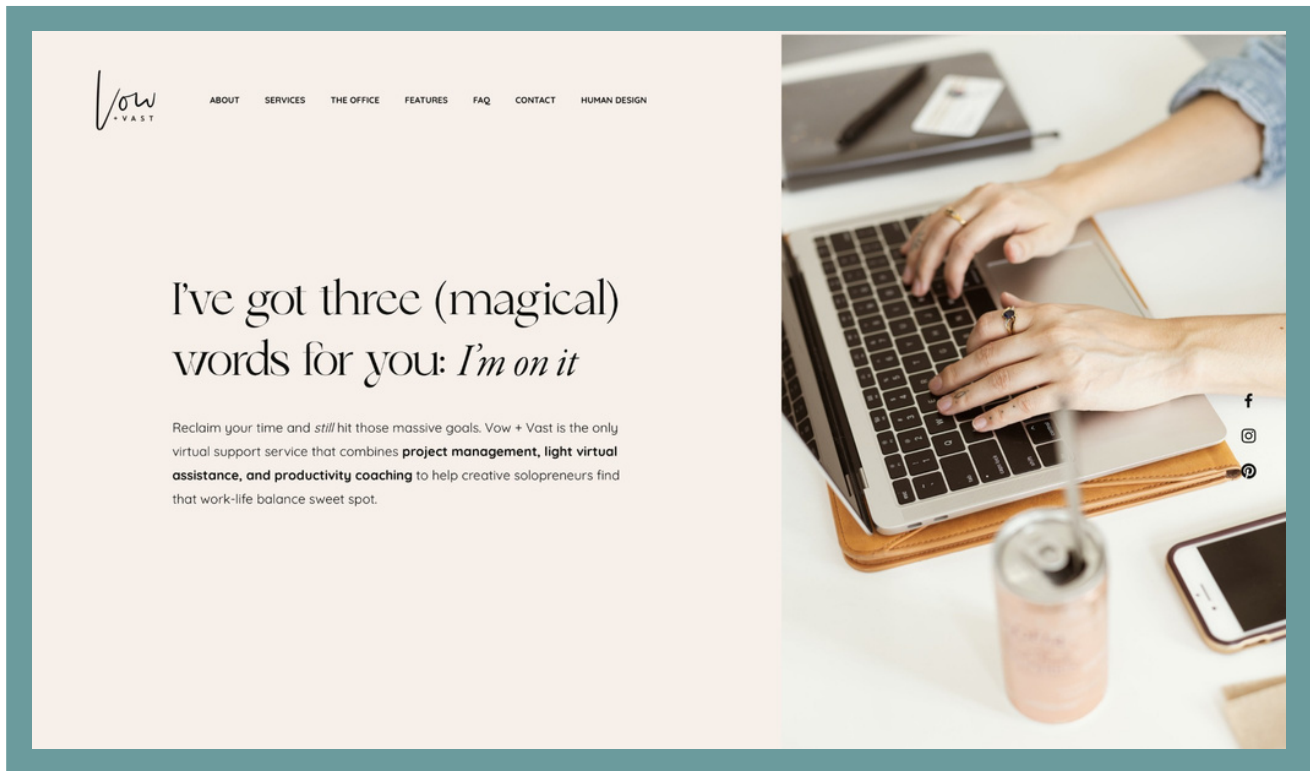 Vow
+ VAST
ABOUT SERVICES THE OFFICE FEATURES FAQ CONTACT HUMAN DESIGN
I've got three (magical)
words for you: I'm on it
Reclaim your time and still hit those massive goals. Vow + Vast is the only
virtual support service that combines project management, light virtual
assistance, and productivity coaching to help creative solopreneurs find
that work-life balance sweet spot.